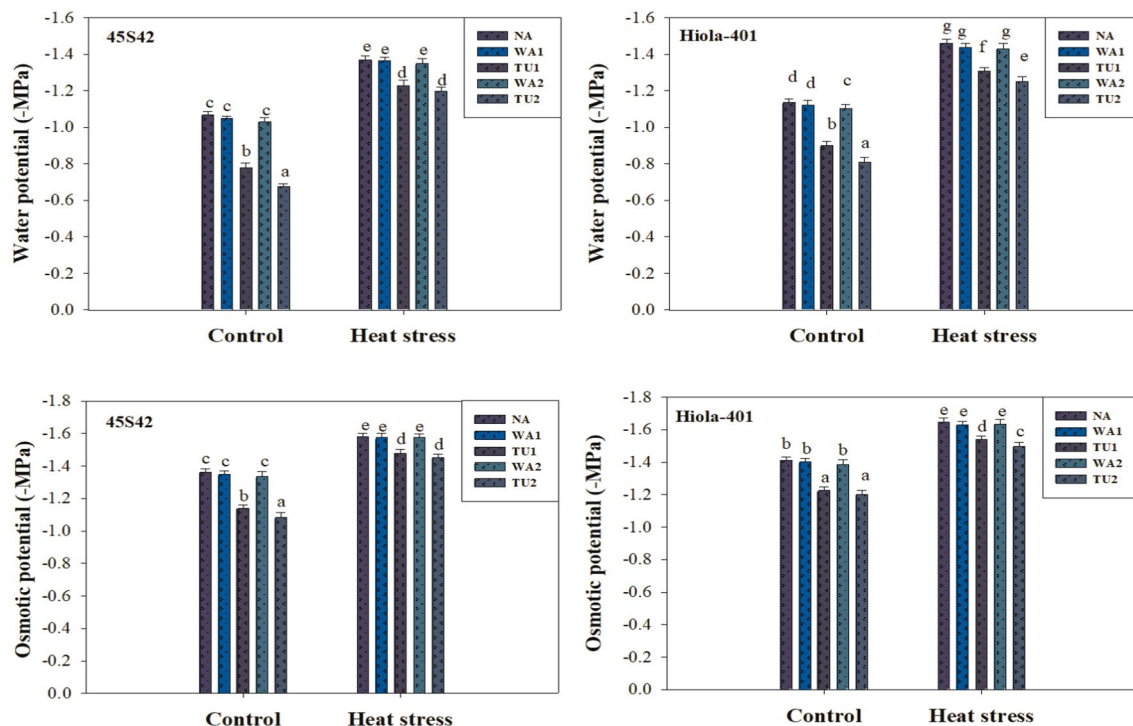 45S42
Water potential (-MPa)
-1.6
-1.4
-1.2
-1.0
-0.8
-0.6
-0.4
-0.2
0.0
c c b c a
e e d e d
NA
WA1
TU1
WA2
TU2
Control Heat stress
Hiola-401
Water potential (-MPa)
-1.6
-1.4
-1.2
-1.0
-0.8
-0.6
-0.4
-0.2
0.0
d d b c a
g g f g e
NA
WA1
TU1
WA2
TU2
Control Heat stress
45S42
Osmotic potential (-MPa)
-1.8
-1.6
-1.4
-1.2
-1.0
-0.8
-0.6
-0.4
-0.2
0.0
c c b c a
e e d e d
NA
WA1
TU1
WA2
TU2
Control Heat stress
Hiola-401
Osmotic potential (-MPa)
-1.8
-1.6
-1.4
-1.2
-1.0
-0.8
-0.6
-0.4
-0.2
0.0
b b a b a
e e d e c
NA
WA1
TU1
WA2
TU2
Control Heat stress